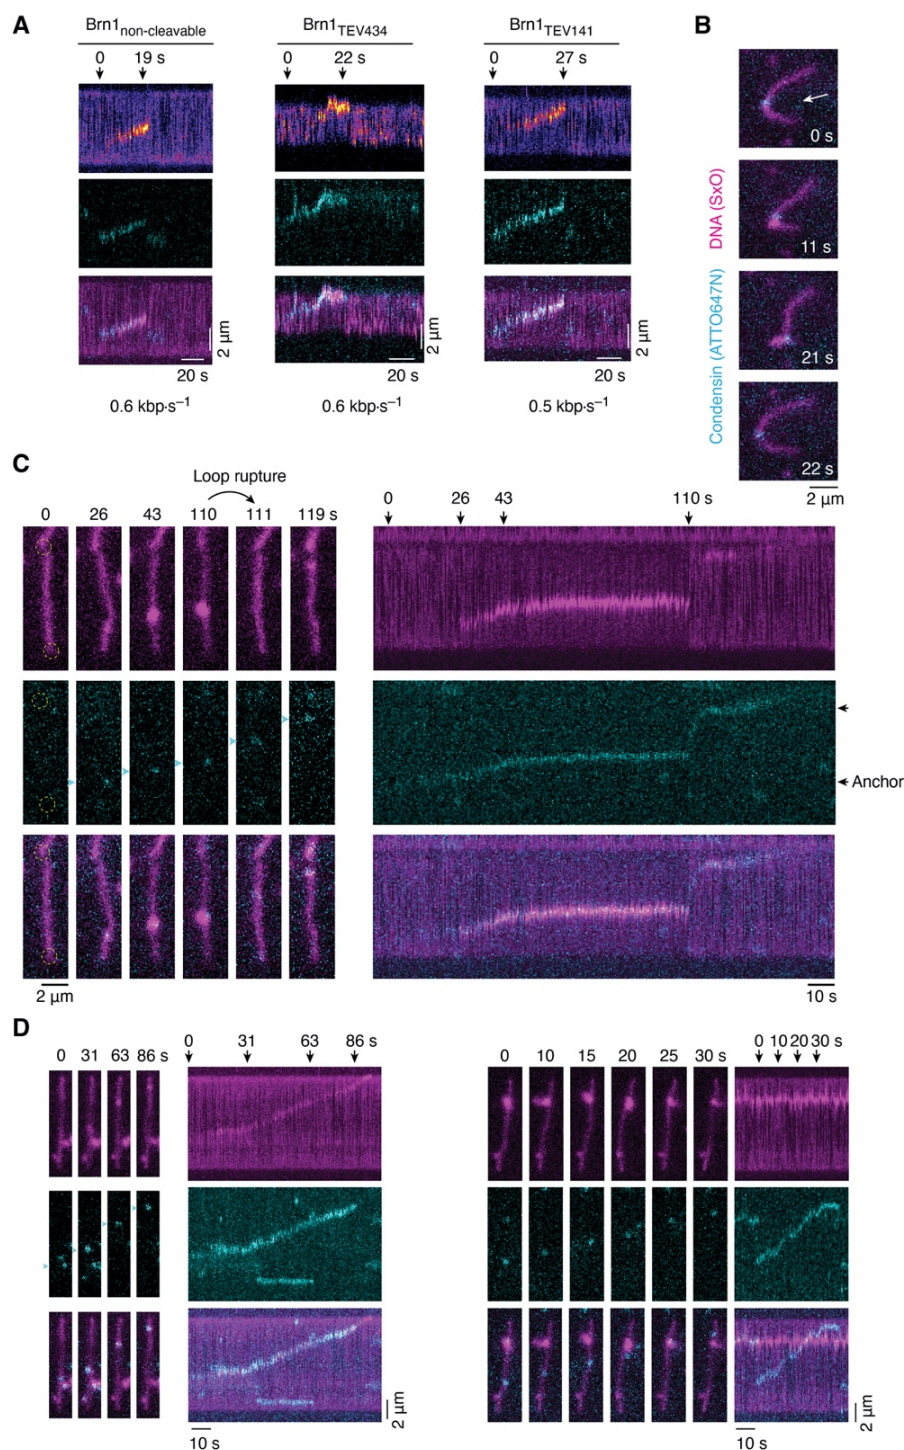 A
Brn1non-cleavable
Brn1TEV434
Brn1TEV141
0 19 s
0 22 s
0 27 s
2 µm
2 µm
2 µm
20 s
20 s
20 s
0.6 kbp·s–1
0.6 kbp·s–1
0.5 kbp·s–1
B
DNA (SxO)
Condensin (ATTO647N)
0 s
11 s
21 s
22 s
2 µm
C
Loop rupture
0 26 43 110 111 119 s
0 26 43 110 s
Anchor
2 µm
10 s
D
0 31 63 86 s
0 31 63 86 s
0 10 15 20 25 30 s
0 10 20 30 s
2 µm
2 µm
10 s
10 s